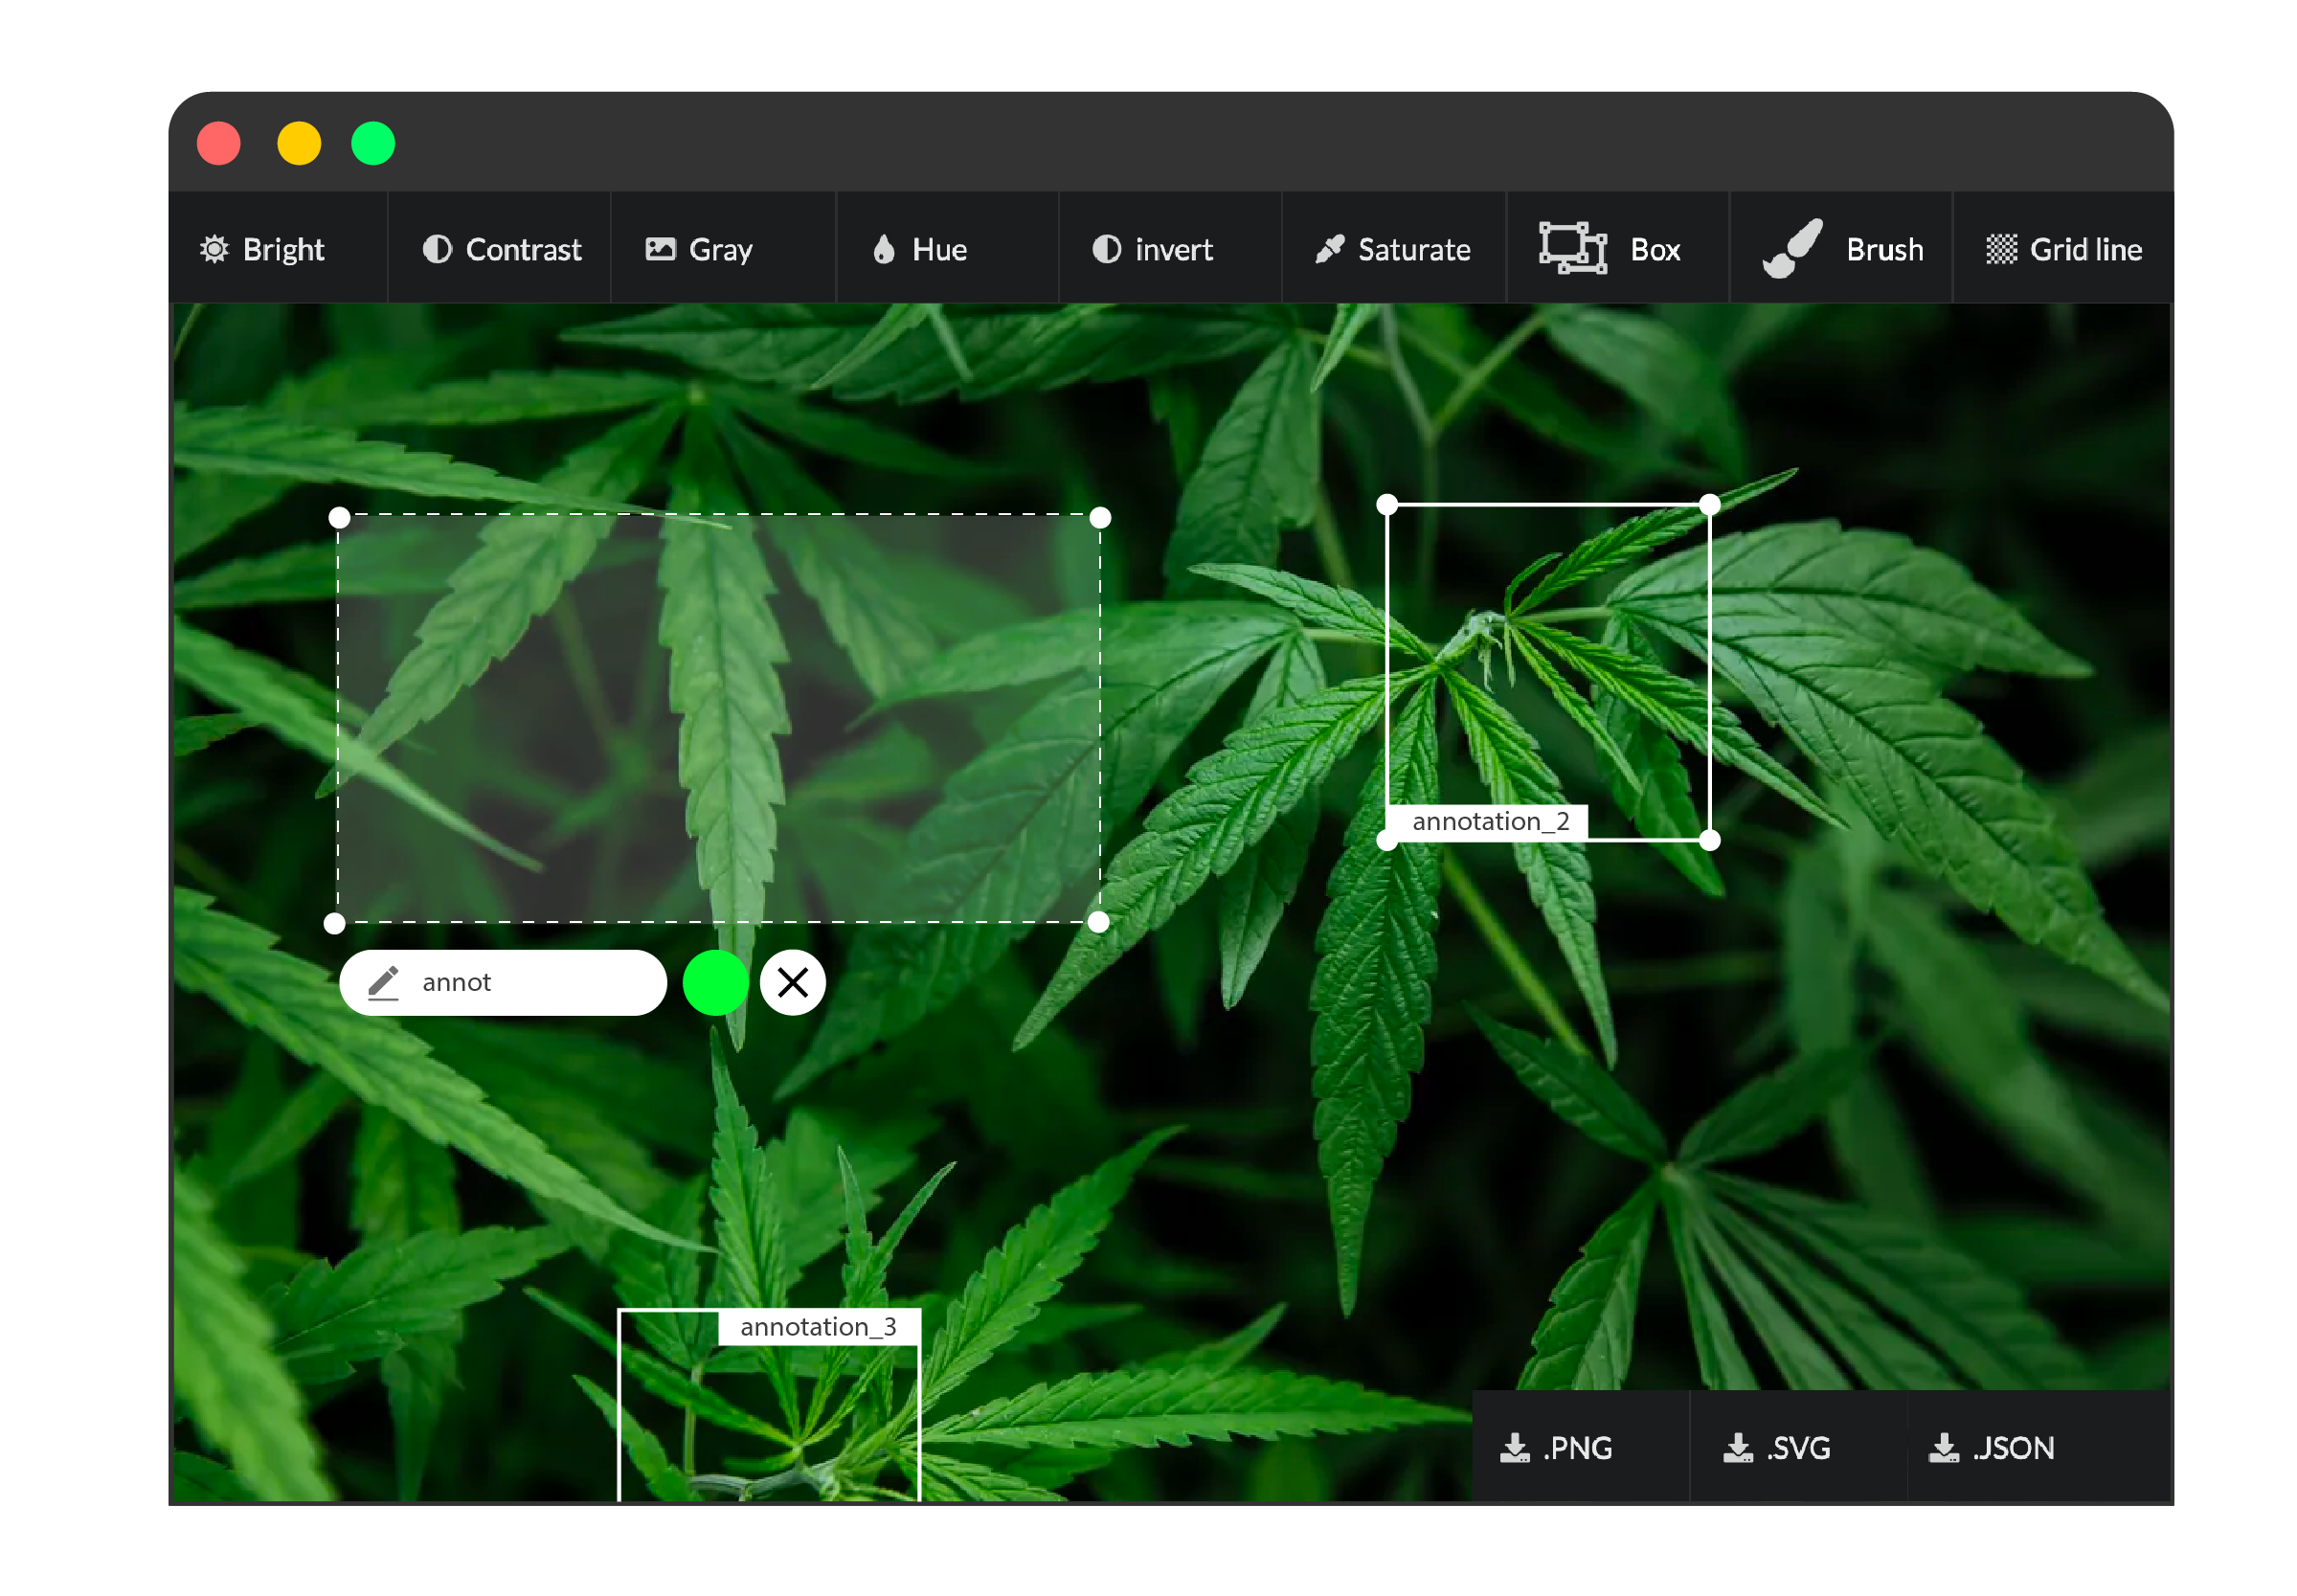 Bright
Contrast
Gray
Hue
invert
Saturate
Box
Brush
Grid line
annotation_2
annot
annotation_3
.PNG
.SVG
.JSON